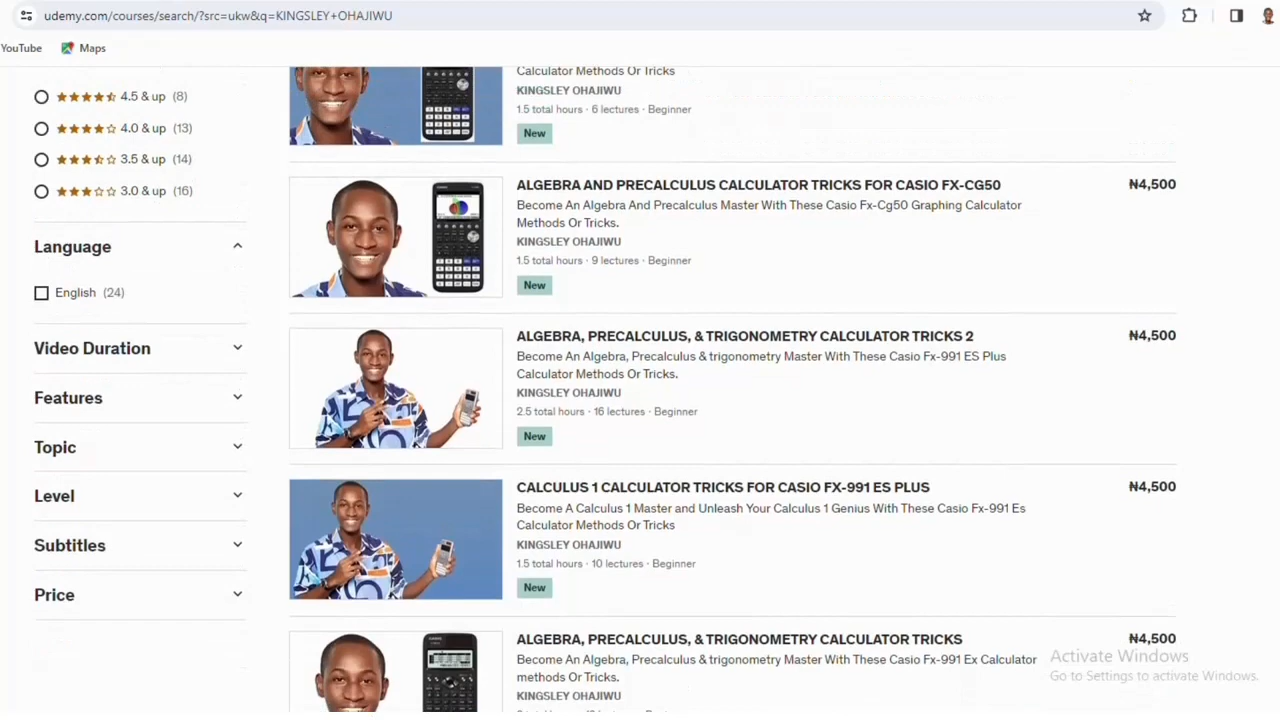 udemy.com/courses/search/?src=ukw&q=KINGSLEY+OHAJIWU
YouTube
Maps
4.5 & up (8)
4.0 & up (13)
3.5 & up (14)
3.0 & up (16)
Language
English (24)
Video Duration
Features
Topic
Level
Subtitles
Price
Calculator Methods Or Tricks
KINGSLEY OHAJIWU
1.5 total hours · 6 lectures · Beginner
New
ALGEBRA AND PRECALCULUS CALCULATOR TRICKS FOR CASIO FX-CG50
₦4,500
Become An Algebra And Precalculus Master With These Casio Fx-Cg50 Graphing Calculator
Methods Or Tricks.
KINGSLEY OHAJIWU
1.5 total hours · 9 lectures · Beginner
New
ALGEBRA, PRECALCULUS, & TRIGONOMETRY CALCULATOR TRICKS 2
₦4,500
Become An Algebra, Precalculus & trigonometry Master With These Casio Fx-991 ES Plus
Calculator Methods Or Tricks.
KINGSLEY OHAJIWU
2.5 total hours · 16 lectures · Beginner
New
CALCULUS 1 CALCULATOR TRICKS FOR CASIO FX-991 ES PLUS
₦4,500
Become A Calculus 1 Master and Unleash Your Calculus 1 Genius With These Casio Fx-991 Es
Calculator Methods Or Tricks
KINGSLEY OHAJIWU
1.5 total hours · 10 lectures · Beginner
New
ALGEBRA, PRECALCULUS, & TRIGONOMETRY CALCULATOR TRICKS
₦4,500
Become An Algebra, Precalculus & trigonometry Master With These Casio Fx-991 Ex Calculator
methods Or Tricks.
KINGSLEY OHAJIWU
Activate Windows
Go to Settings to activate Windows.